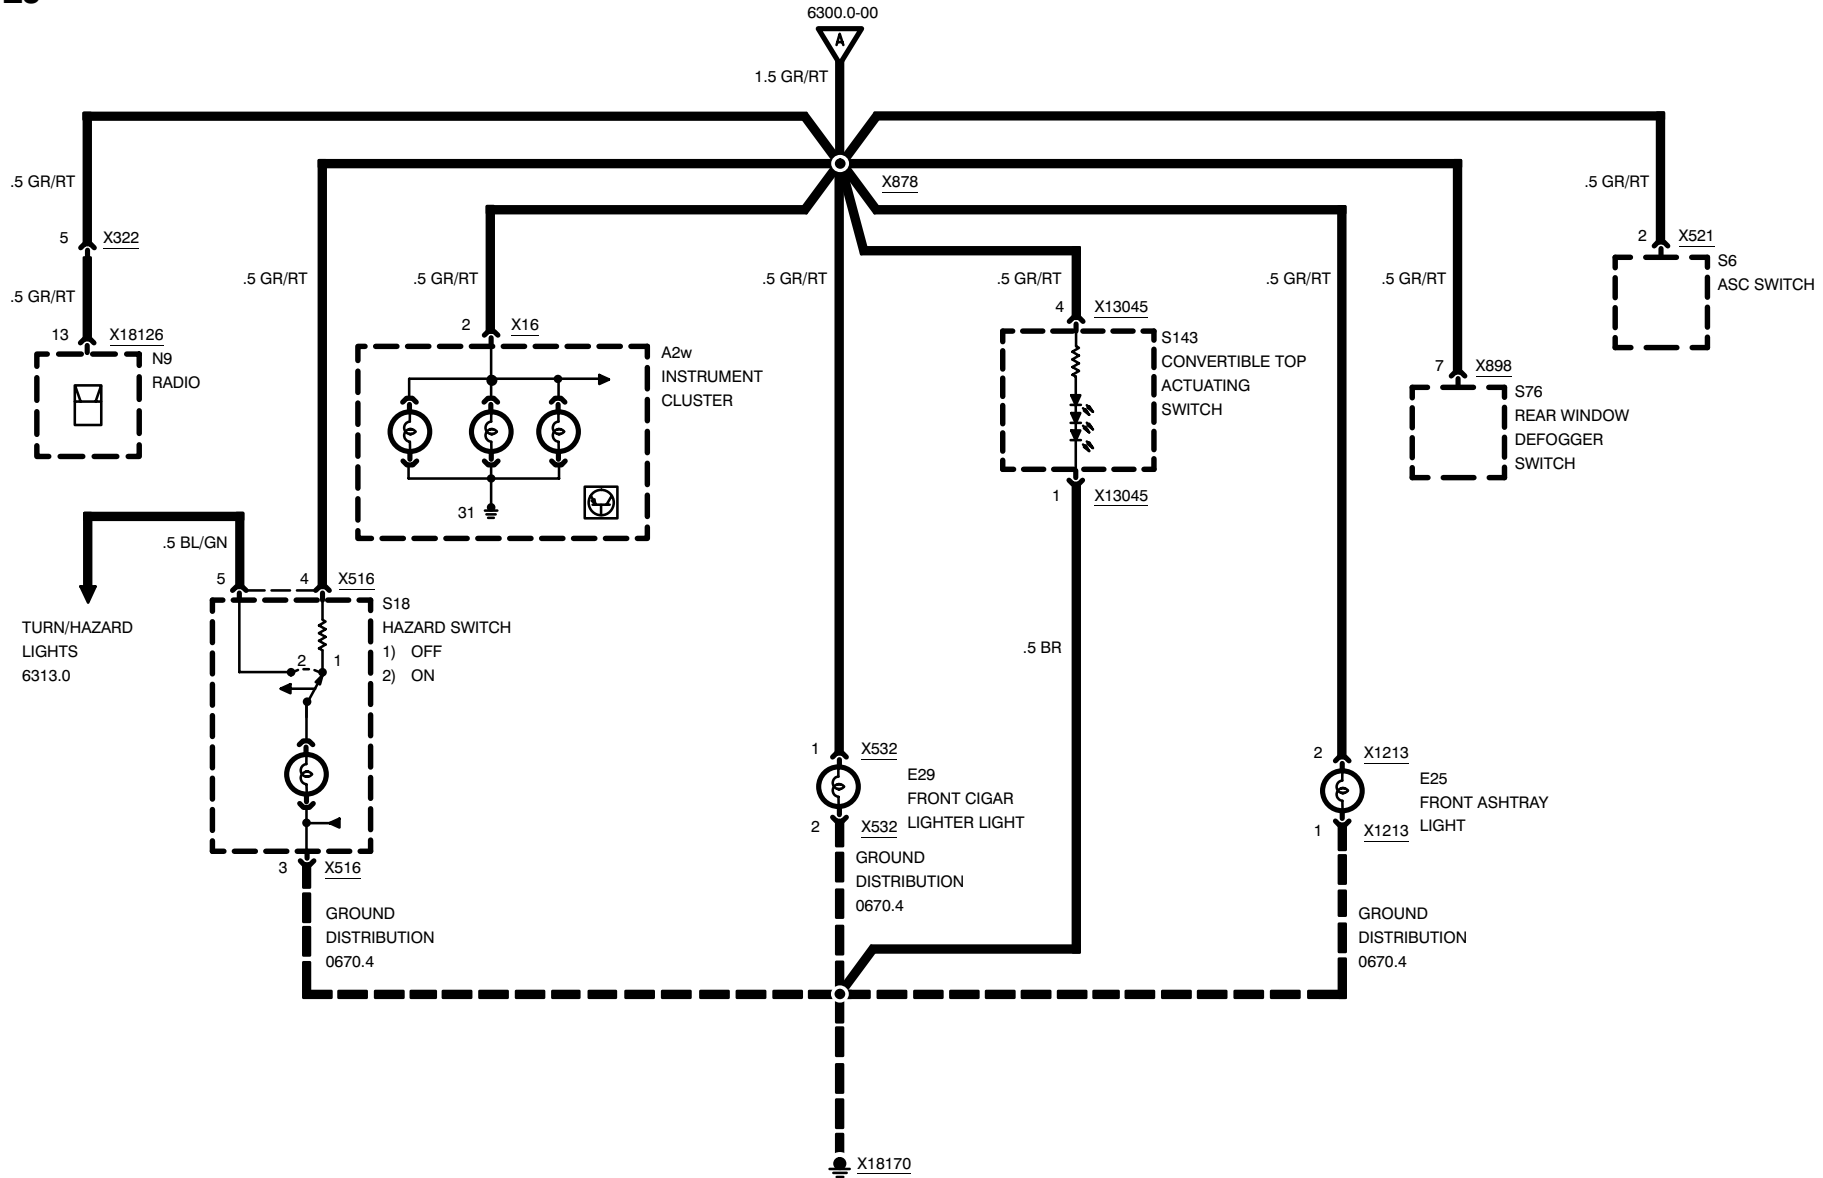 6300.0-00
A
1.5 GR/RT
X878
.5 GR/RT
5 X322
.5 GR/RT
13 X18126
N9
RADIO
.5 GR/RT
.5 GR/RT
2 X16
A2w
INSTRUMENT
CLUSTER
31
.5 GR/RT
.5 GR/RT
4 X13045
S143
CONVERTIBLE TOP
ACTUATING
SWITCH
1 X13045
.5 GR/RT
.5 GR/RT
7 X898
S76
REAR WINDOW
DEFOGGER
SWITCH
.5 GR/RT
2 X521
S6
ASC SWITCH
.5 BL/GN
TURN/HAZARD
LIGHTS
6313.0
5 4 X516
S18
HAZARD SWITCH
1) OFF
2) ON
2 1
3 X516
GROUND
DISTRIBUTION
0670.4
.5 BR
1 X532
E29
FRONT CIGAR
LIGHTER LIGHT
2 X532
GROUND
DISTRIBUTION
0670.4
2 X1213
E25
FRONT ASHTRAY
LIGHT
1 X1213
GROUND
DISTRIBUTION
0670.4
X18170